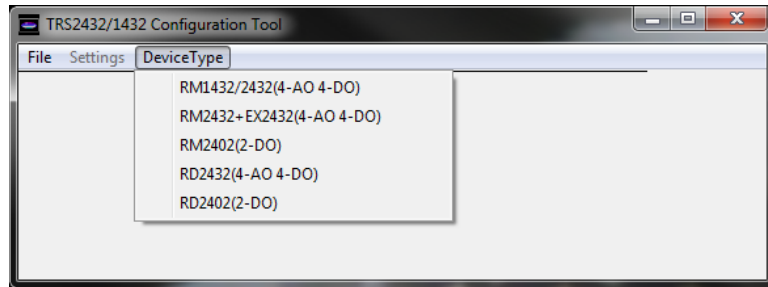 TRS2432/1432 Configuration Tool
File Settings DeviceType
RM1432/2432(4-AO 4-DO)
RM2432+EX2432(4-AO 4-DO)
RM2402(2-DO)
RD2432(4-AO 4-DO)
RD2402(2-DO)